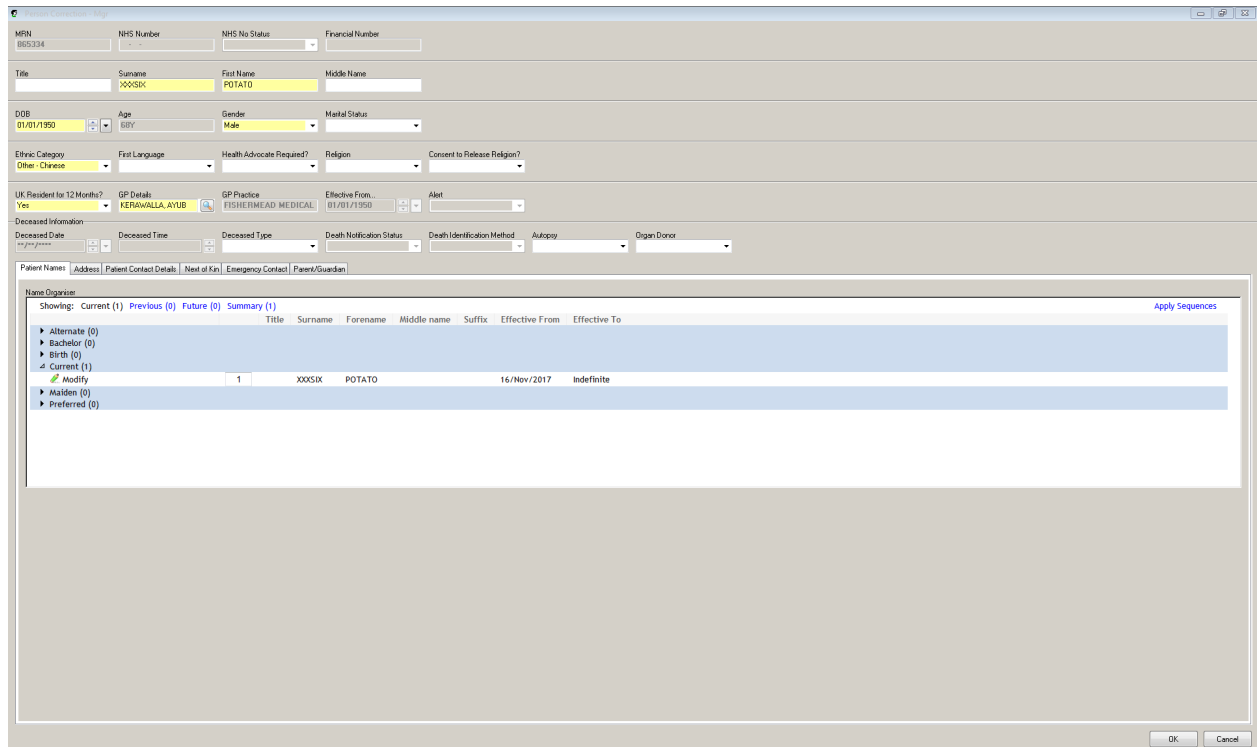 Person Correction - Mgr
MRN NHS Number NHS No Status Financial Number
865334 - -
Title Surname First Name Middle Name
XXXSIX POTATO
DOB Age Gender Marital Status
01/01/1950 68Y Male
Ethnic Category First Language Health Advocate Required? Religion Consent to Release Religion?
Other - Chinese
UK Resident for 12 Months? GP Details GP Practice Effective From... Alert
Yes KERAWALLA, AYUB FISHERMEAD MEDICAL 01/01/1950
Deceased Information
Deceased Date Deceased Time Deceased Type Death Notification Status Death Identification Method Autopsy Organ Donor
**/**/****
Patient Names Address Patient Contact Details Next of Kin Emergency Contact Parent/Guardian
Name Organiser
Showing: Current (1) Previous (0) Future (0) Summary (1) Apply Sequences
Title Surname Forename Middle name Suffix Effective From Effective To
Alternate (0)
Bachelor (0)
Birth (0)
Current (1)
Modify 1 XXXSIX POTATO 16/Nov/2017 Indefinite
Maiden (0)
Preferred (0)
OK Cancel